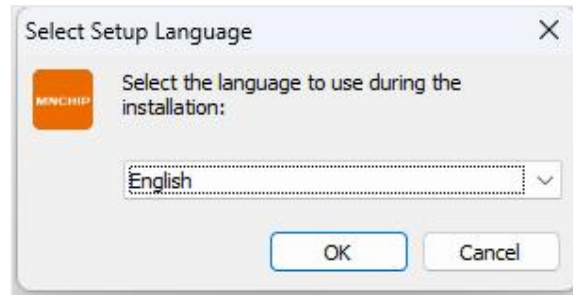 Select Setup Language
MNCHIP
Select the language to use during the
installation:
English
OK
Cancel